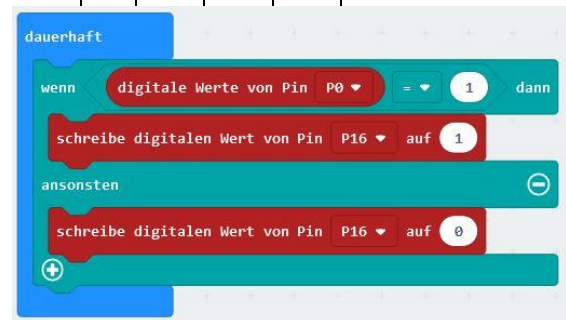 dauerhaft
wenn digitale Werte von Pin P0 = 1 dann
schreibe digitalen Wert von Pin P16 auf 1
ansonsten
schreibe digitalen Wert von Pin P16 auf 0